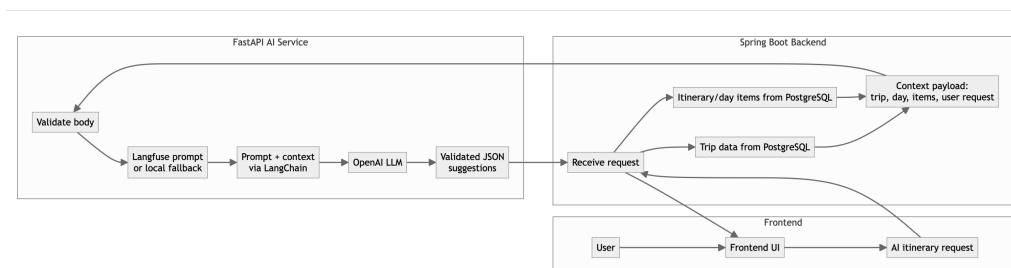 FastAPI AI Service
Validate body
Langfuse prompt
or local fallback
Prompt + context
via LangChain
OpenAI LLM
Validated JSON
suggestions
Spring Boot Backend
Receive request
Itinerary/day items from PostgreSQL
Trip data from PostgreSQL
Context payload:
trip, day, items, user request
Frontend
User
Frontend UI
AI itinerary request